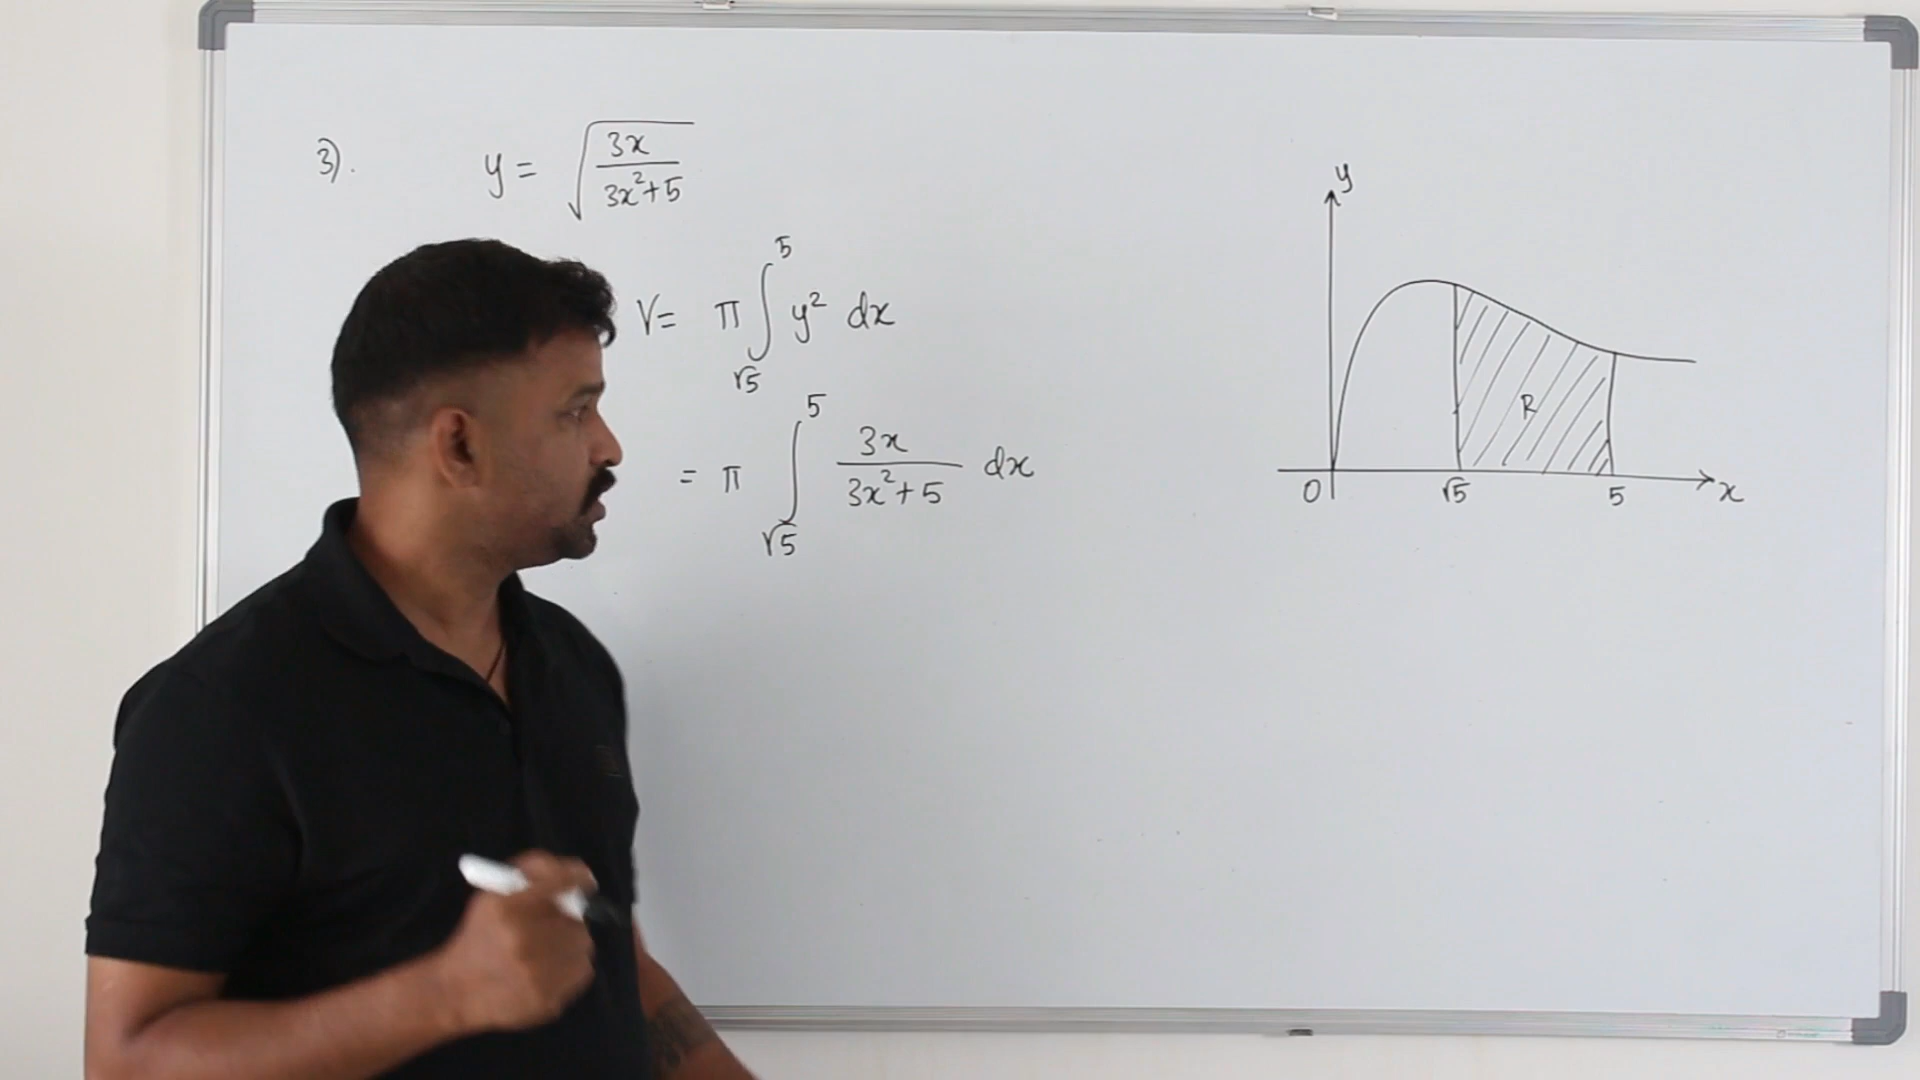 3). y = √(3x / (3x² + 5))
V = π ∫_√5^5 y² dx
= π ∫_√5^5 3x / (3x² + 5) dx
y
R
0 √5 5 x